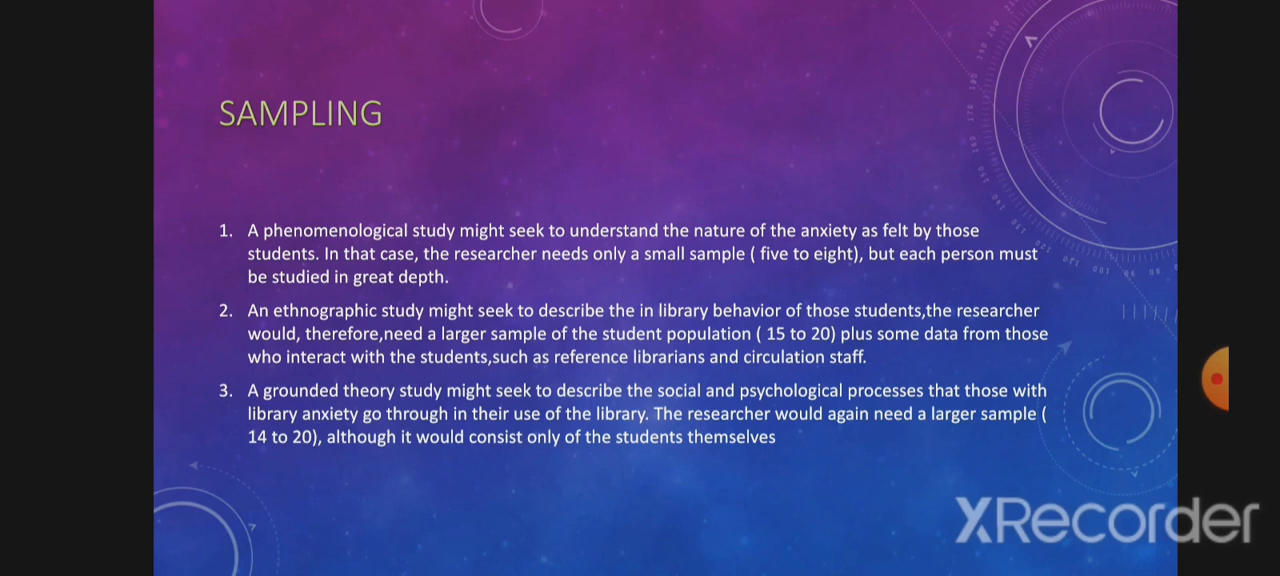 SAMPLING
1. A phenomenological study might seek to understand the nature of the anxiety as felt by those
students. In that case, the researcher needs only a small sample ( five to eight), but each person must
be studied in great depth.
2. An ethnographic study might seek to describe the in library behavior of those students,the researcher
would, therefore,need a larger sample of the student population ( 15 to 20) plus some data from those
who interact with the students,such as reference librarians and circulation staff.
3. A grounded theory study might seek to describe the social and psychological processes that those with
library anxiety go through in their use of the library. The researcher would again need a larger sample (
14 to 20), although it would consist only of the students themselves
XRecorder